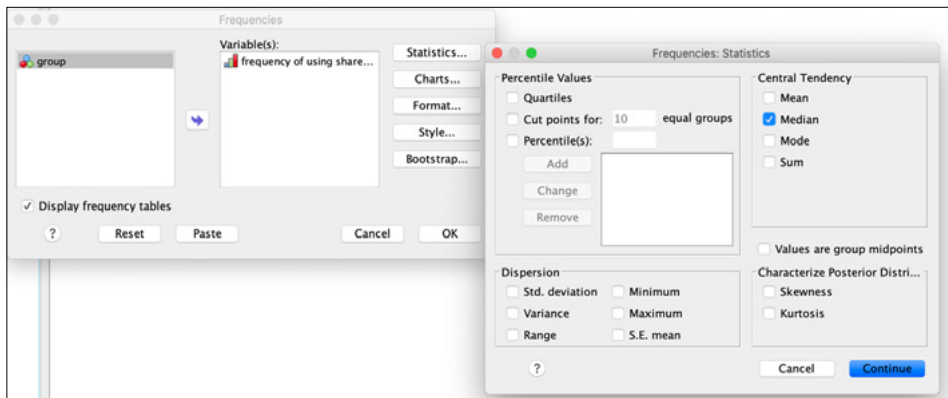 Frequencies
Variable(s):
group
frequency of using share...
Statistics...
Charts...
Format...
Style...
Bootstrap...
Display frequency tables
?
Reset
Paste
Cancel
OK
Frequencies: Statistics
Percentile Values
Quartiles
Cut points for: 10 equal groups
Percentile(s):
Add
Change
Remove
Central Tendency
Mean
Median
Mode
Sum
Values are group midpoints
Dispersion
Std. deviation Minimum
Variance Maximum
Range S.E. mean
Characterize Posterior Distri...
Skewness
Kurtosis
?
Cancel
Continue